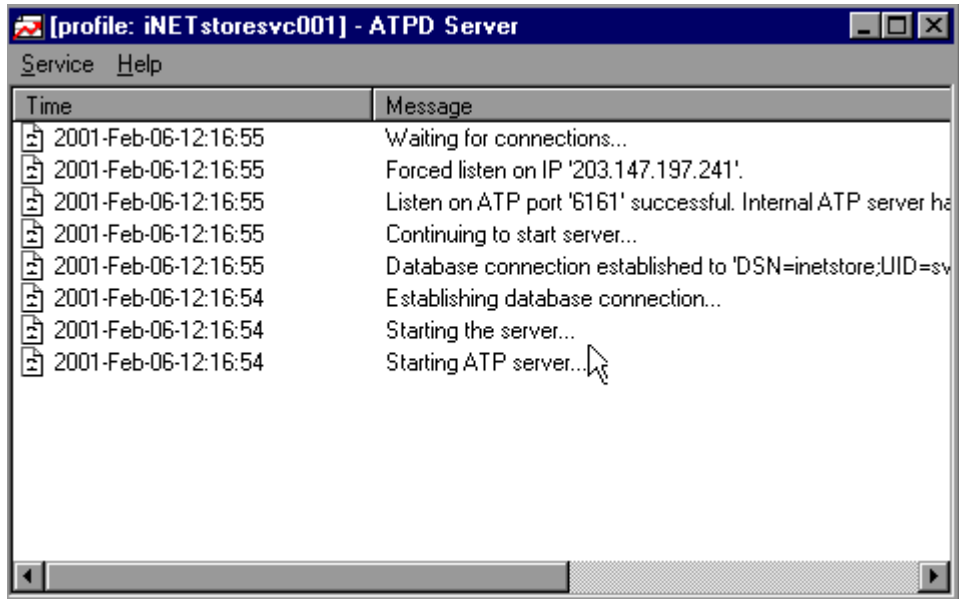 [profile: iNETstoresvc001] - ATPD Server
Service Help
Time Message
2001-Feb-06-12:16:55 Waiting for connections...
2001-Feb-06-12:16:55 Forced listen on IP '203.147.197.241'.
2001-Feb-06-12:16:55 Listen on ATP port '6161' successful. Internal ATP server ha
2001-Feb-06-12:16:55 Continuing to start server...
2001-Feb-06-12:16:55 Database connection established to 'DSN=inetstore;UID=sv
2001-Feb-06-12:16:54 Establishing database connection...
2001-Feb-06-12:16:54 Starting the server...
2001-Feb-06-12:16:54 Starting ATP server...